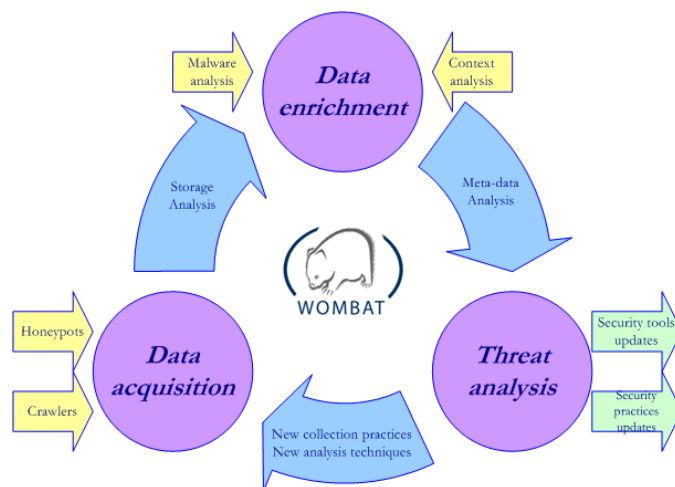 Malware
analysis
Data
enrichment
Context
analysis
Storage
Analysis
Meta-data
Analysis
WOMBAT
Honeypots
Crawlers
Data
acquisition
Threat
analysis
Security tools
updates
Security
practices
updates
New collection practices
New analysis techniques